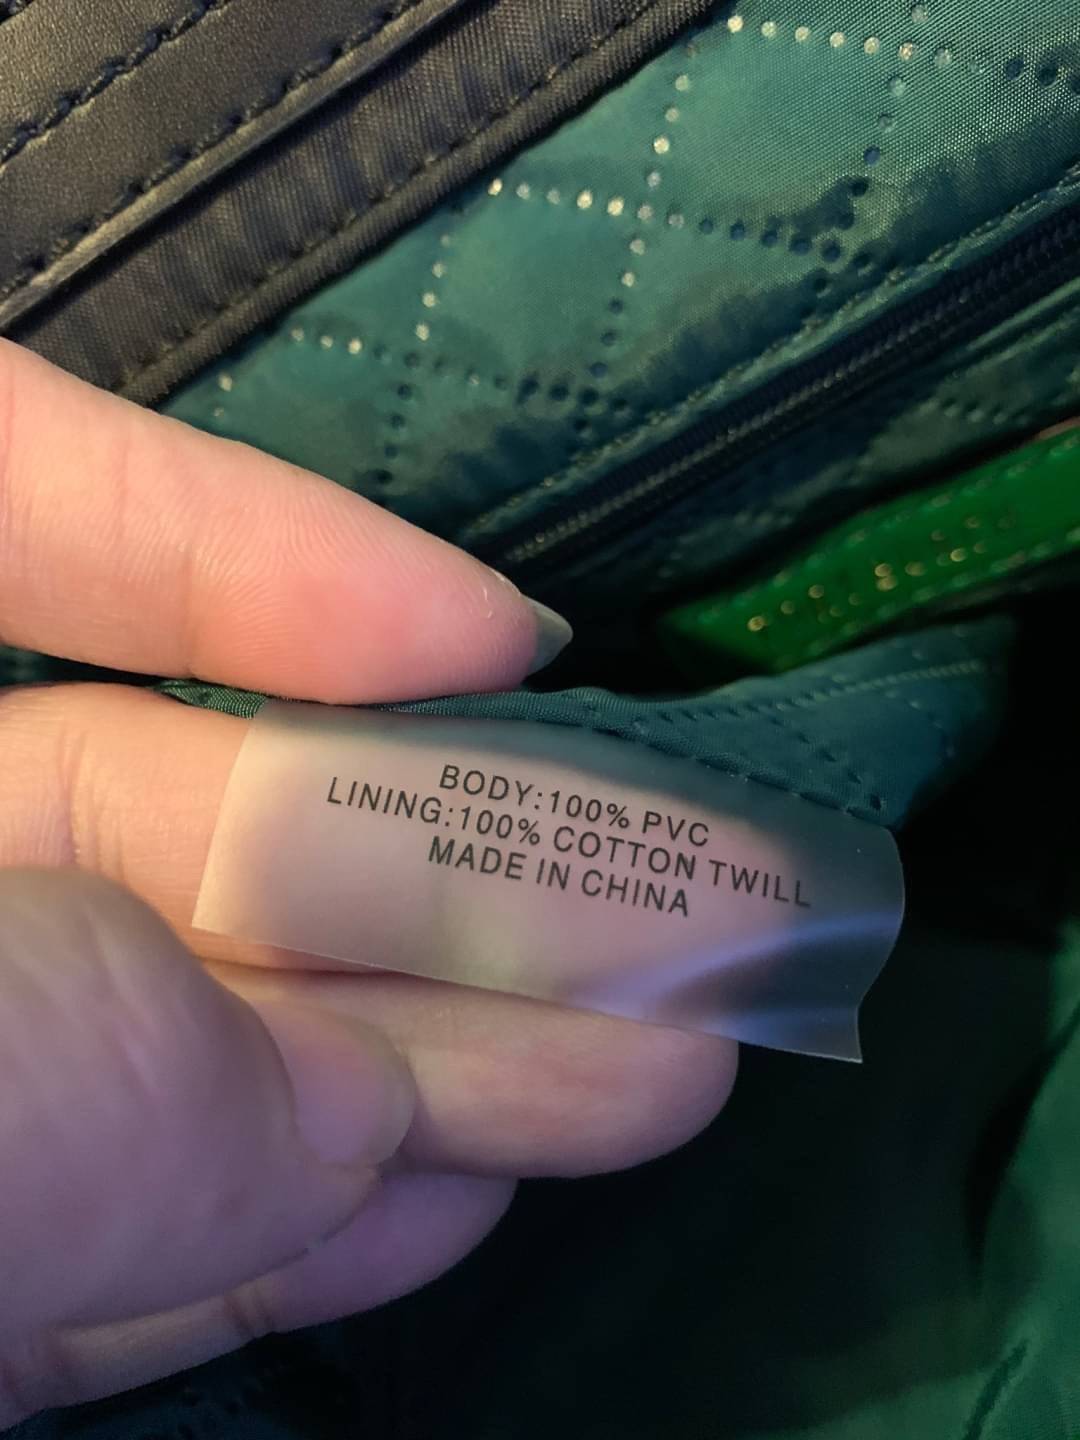 BODY:100% PVC
LINING:100% COTTON TWILL
MADE IN CHINA